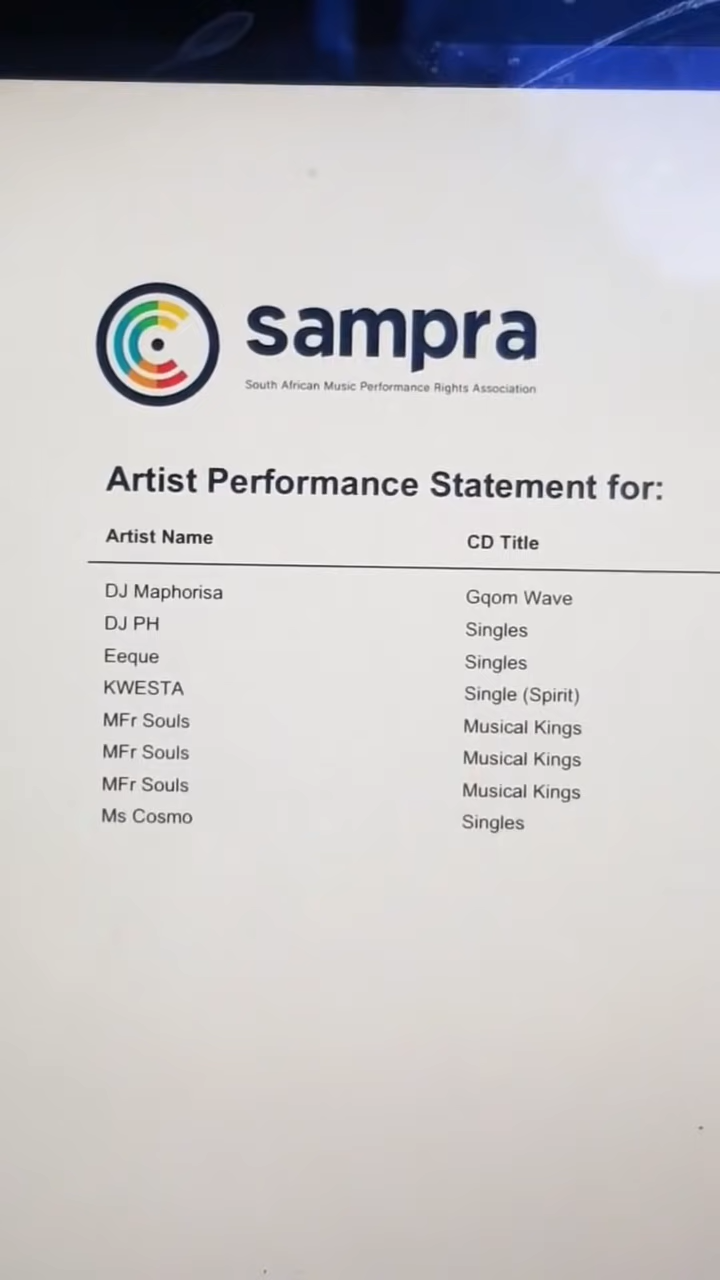 sampra
South African Music Performance Rights Association
Artist Performance Statement for:
Artist Name CD Title
DJ Maphorisa Gqom Wave
DJ PH Singles
Eeque Singles
KWESTA Single (Spirit)
MFr Souls Musical Kings
MFr Souls Musical Kings
MFr Souls Musical Kings
Ms Cosmo Singles